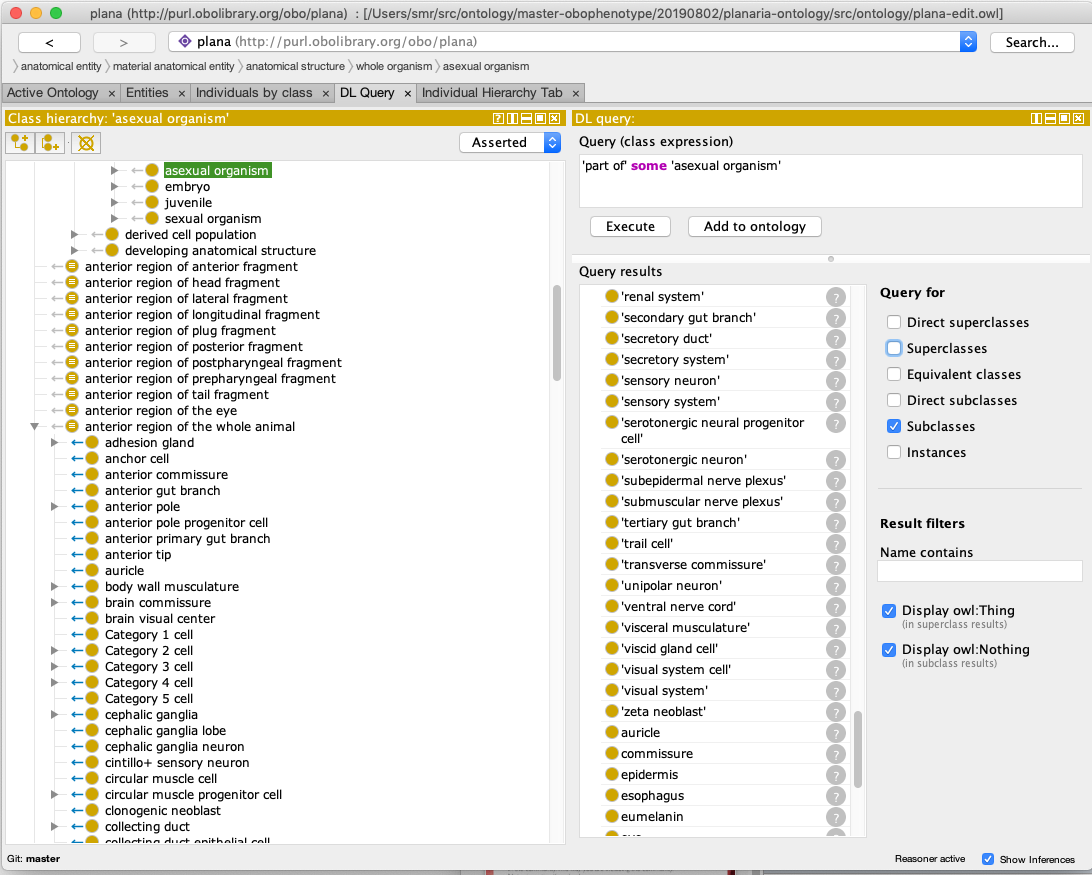 plana (http://purl.obolibrary.org/obo/plana) : [/Users/smr/src/ontology/master-obophenotype/20190802/planaria-ontology/src/ontology/plana-edit.owl]
< > plana (http://purl.obolibrary.org/obo/plana) Search...
anatomical entity material anatomical entity anatomical structure whole organism asexual organism
Active Ontology × Entities × Individuals by class × DL Query × Individual Hierarchy Tab ×
Class hierarchy: 'asexual organism'
Asserted
asexual organism
embryo
juvenile
sexual organism
derived cell population
developing anatomical structure
anterior region of anterior fragment
anterior region of head fragment
anterior region of lateral fragment
anterior region of longitudinal fragment
anterior region of plug fragment
anterior region of posterior fragment
anterior region of postpharyngeal fragment
anterior region of prepharyngeal fragment
anterior region of tail fragment
anterior region of the eye
anterior region of the whole animal
adhesion gland
anchor cell
anterior commissure
anterior gut branch
anterior pole
anterior pole progenitor cell
anterior primary gut branch
anterior tip
auricle
body wall musculature
brain commissure
brain visual center
Category 1 cell
Category 2 cell
Category 3 cell
Category 4 cell
Category 5 cell
cephalic ganglia
cephalic ganglia lobe
cephalic ganglia neuron
cintillo+ sensory neuron
circular muscle cell
circular muscle progenitor cell
clonogenic neoblast
collecting duct
collecting duct epithelial cell
DL query:
Query (class expression)
'part of' some 'asexual organism'
Execute Add to ontology
Query results
'renal system'
'secondary gut branch'
'secretory duct'
'secretory system'
'sensory neuron'
'sensory system'
'serotonergic neural progenitor
cell'
'serotonergic neuron'
'subepidermal nerve plexus'
'submuscular nerve plexus'
'tertiary gut branch'
'trail cell'
'transverse commissure'
'unipolar neuron'
'ventral nerve cord'
'visceral musculature'
'viscid gland cell'
'visual system cell'
'visual system'
'zeta neoblast'
auricle
commissure
epidermis
esophagus
eumelanin
Query for
Direct superclasses
Superclasses
Equivalent classes
Direct subclasses
Subclasses
Instances
Result filters
Name contains
Display owl:Thing
(in superclass results)
Display owl:Nothing
(in subclass results)
Git: master
Reasoner active Show Inferences